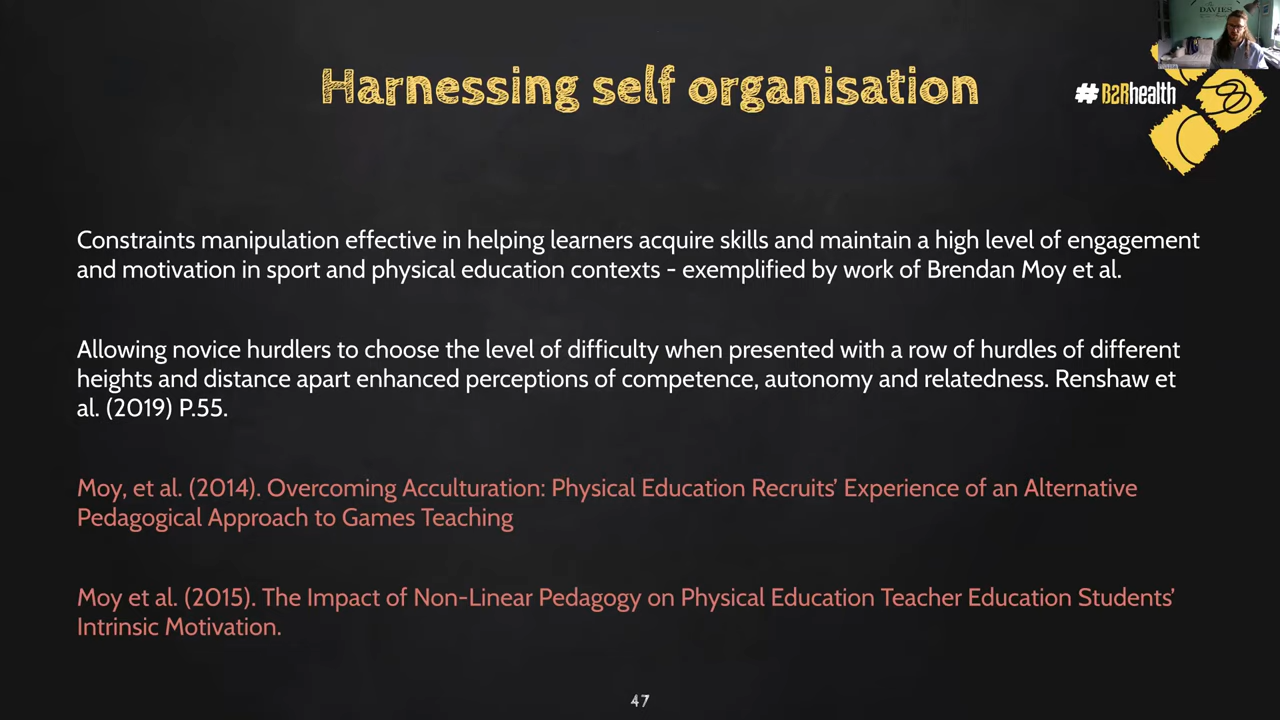 DAVIES
Harnessing self organisation
# B2Rhealth
Constraints manipulation effective in helping learners acquire skills and maintain a high level of engagement
and motivation in sport and physical education contexts - exemplified by work of Brendan Moy et al.
Allowing novice hurdlers to choose the level of difficulty when presented with a row of hurdles of different
heights and distance apart enhanced perceptions of competence, autonomy and relatedness. Renshaw et
al. (2019) P.55.
Moy, et al. (2014). Overcoming Acculturation: Physical Education Recruits’ Experience of an Alternative
Pedagogical Approach to Games Teaching
Moy et al. (2015). The Impact of Non-Linear Pedagogy on Physical Education Teacher Education Students’
Intrinsic Motivation.
47